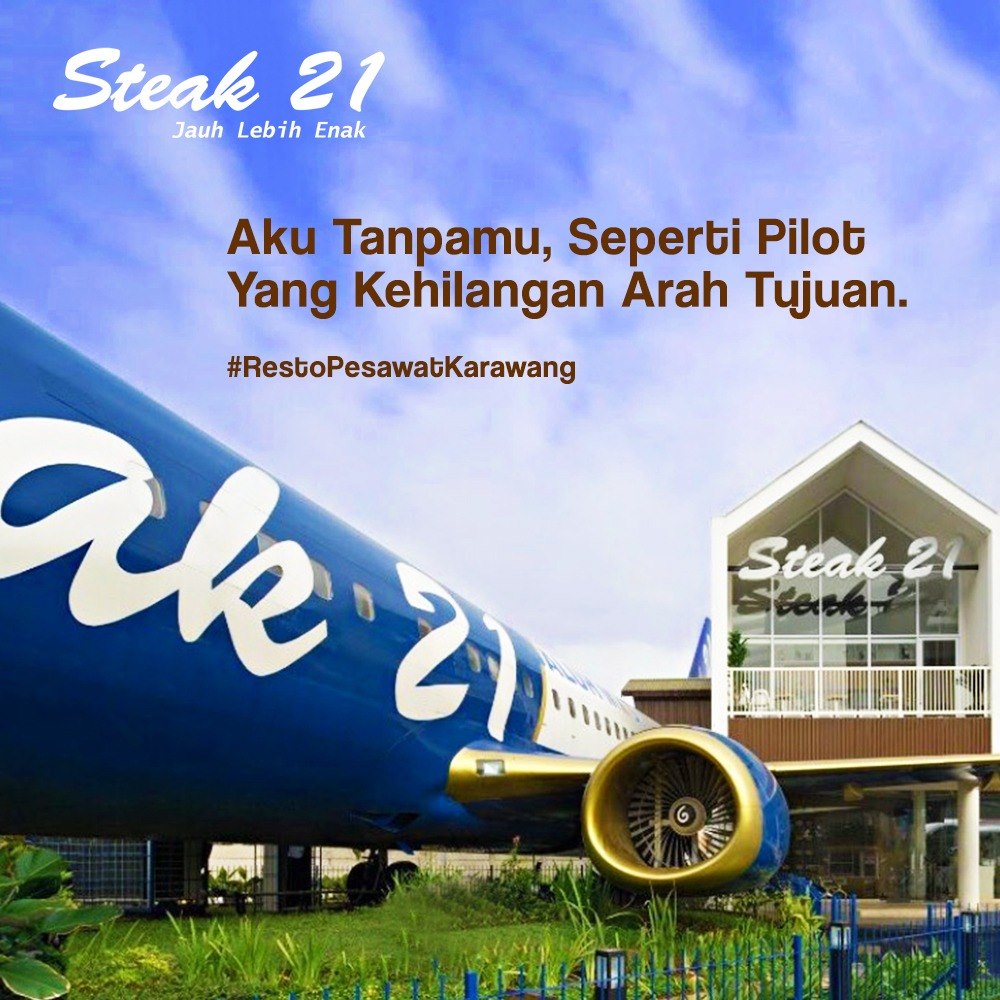 Steak 21
Jauh Lebih Enak
Aku Tanpamu, Seperti Pilot
Yang Kehilangan Arah Tujuan.
#RestoPesawatKarawang
ak 21
Steak 21